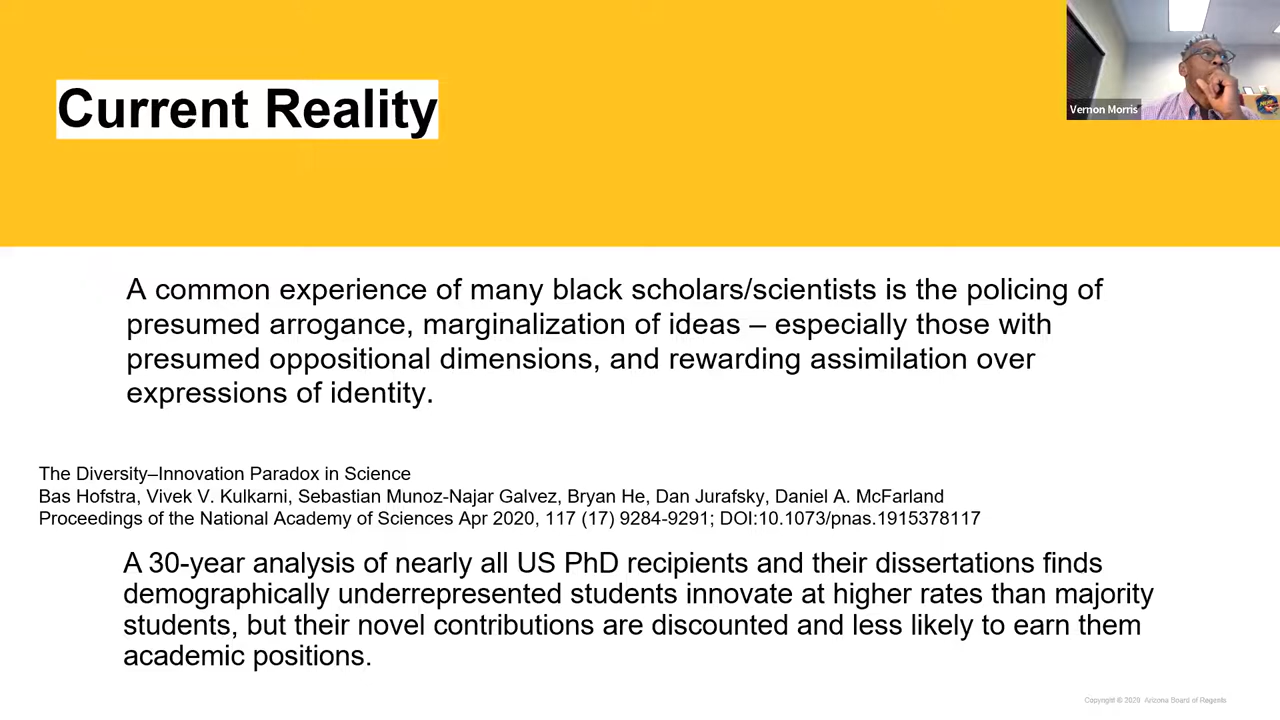 Current Reality
Vernon Morris
A common experience of many black scholars/scientists is the policing of
presumed arrogance, marginalization of ideas – especially those with
presumed oppositional dimensions, and rewarding assimilation over
expressions of identity.
The Diversity–Innovation Paradox in Science
Bas Hofstra, Vivek V. Kulkarni, Sebastian Munoz-Najar Galvez, Bryan He, Dan Jurafsky, Daniel A. McFarland
Proceedings of the National Academy of Sciences Apr 2020, 117 (17) 9284-9291; DOI:10.1073/pnas.1915378117
A 30-year analysis of nearly all US PhD recipients and their dissertations finds
demographically underrepresented students innovate at higher rates than majority
students, but their novel contributions are discounted and less likely to earn them
academic positions.
Copyright © 2020 Arizona Board of Regents